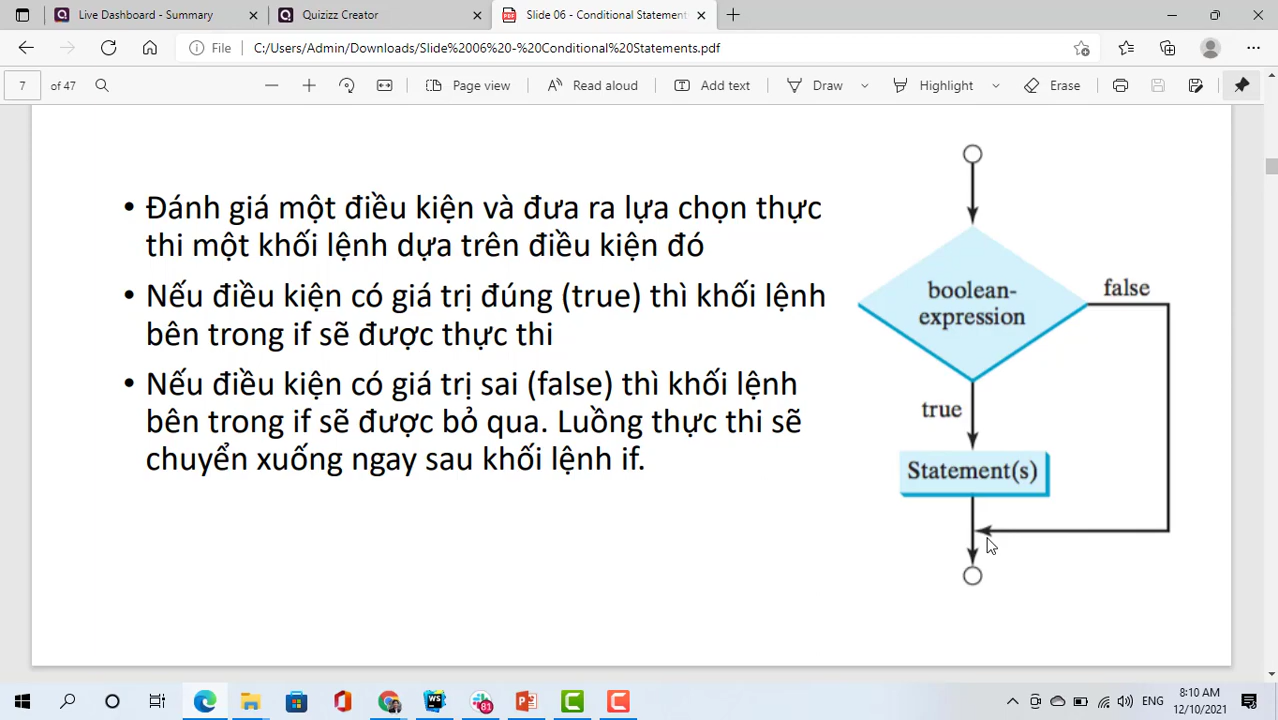 Live Dashboard - Summary
Quizizz Creator
Slide 06 - Conditional Statement
File
C:/Users/Admin/Downloads/Slide%2006%20-%20Conditional%20Statements.pdf
7
of 47
Page view
Read aloud
Add text
Draw
Highlight
Erase
• Đánh giá một điều kiện và đưa ra lựa chọn thực
thi một khối lệnh dựa trên điều kiện đó
• Nếu điều kiện có giá trị đúng (true) thì khối lệnh
bên trong if sẽ được thực thi
• Nếu điều kiện có giá trị sai (false) thì khối lệnh
bên trong if sẽ được bỏ qua. Luồng thực thi sẽ
chuyển xuống ngay sau khối lệnh if.
boolean-
expression
false
true
Statement(s)
WS
81
ENG
8:10 AM
12/10/2021